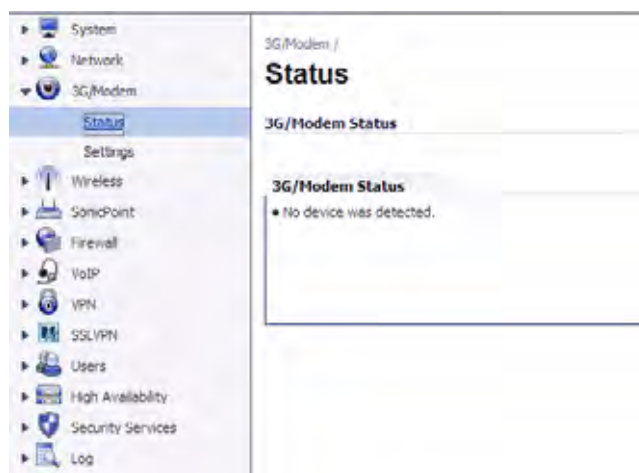 System
Network
3G/Modem
Status
Settings
Wireless
SonicPoint
Firewall
VoIP
VPN
SSLVPN
Users
High Availability
Security Services
Log
3G/Modem /
Status
3G/Modem Status
3G/Modem Status
• No device was detected.